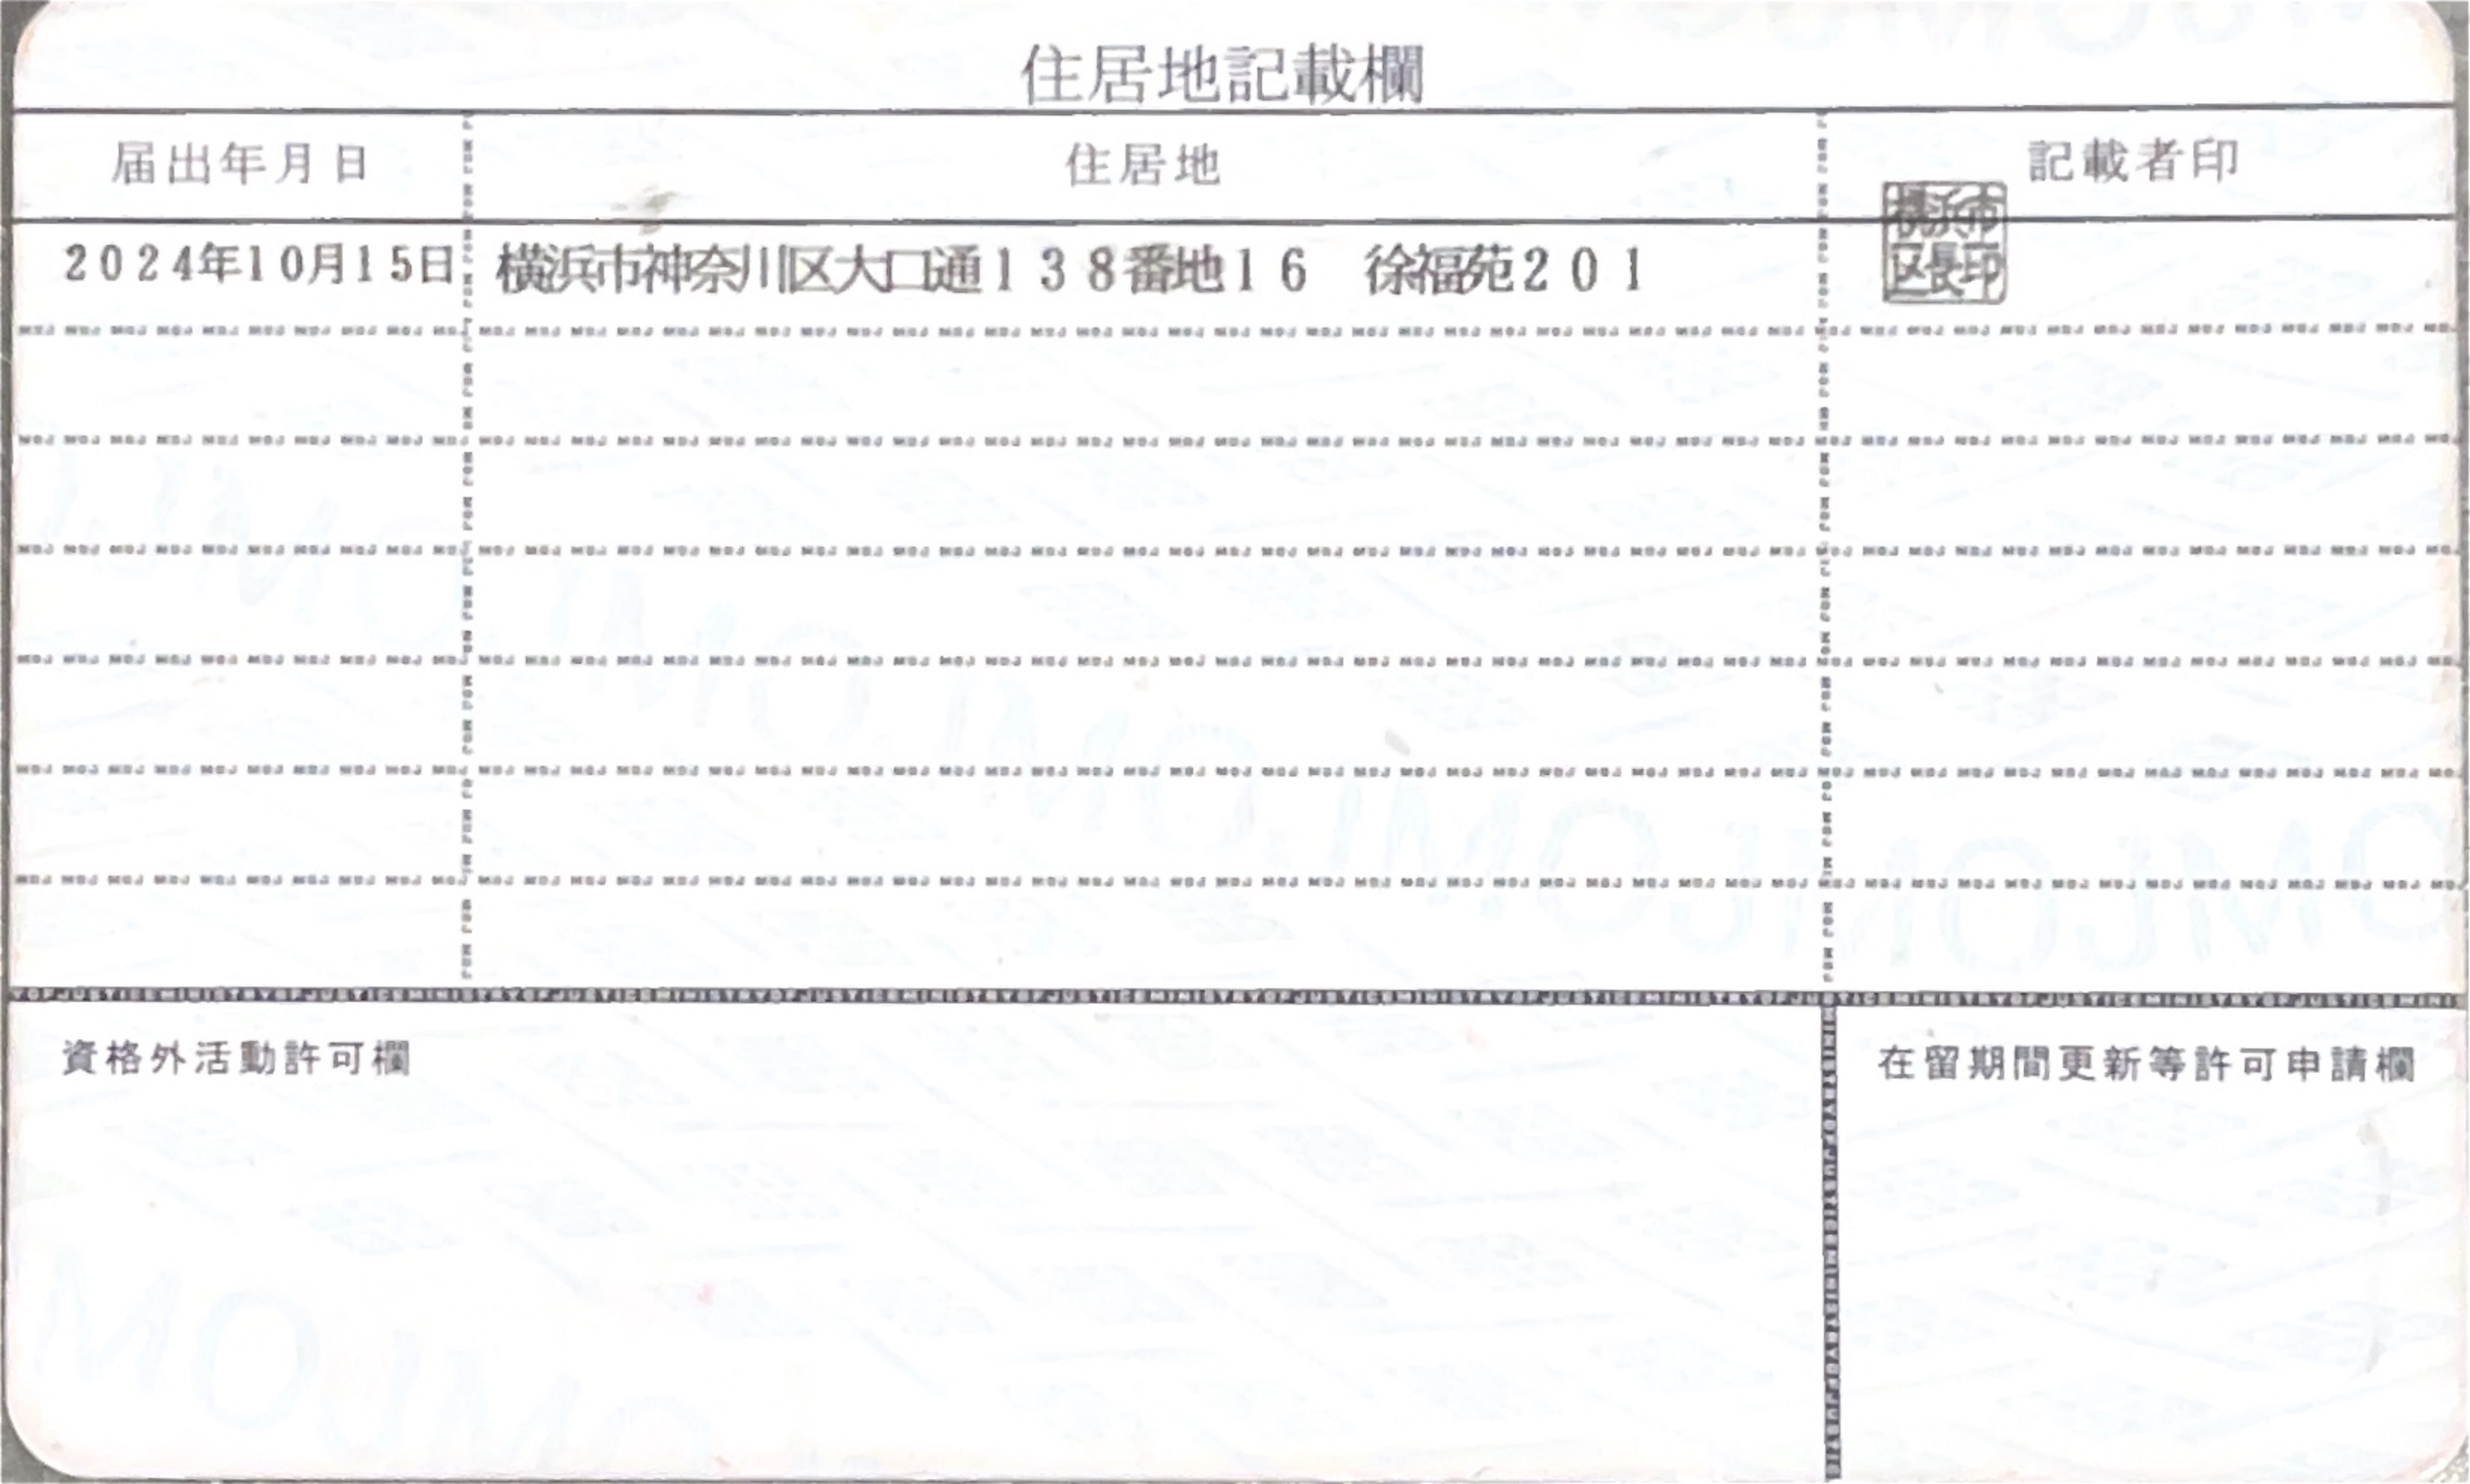 住居地記載欄
届出年月日 住居地 記載者印
2024年10月15日 横浜市神奈川区大口通138番地16 徐福苑201
横浜市
区長印
資格外活動許可欄 在留期間更新等許可申請欄